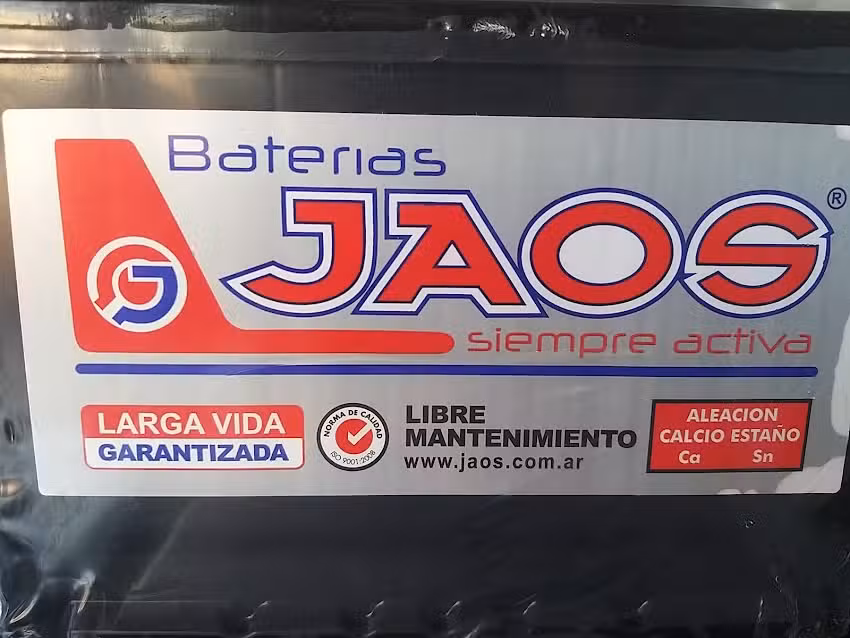 Baterias
JAOS®
siempre activa
LARGA VIDA
GARANTIZADA
NORMA DE CALIDAD
ISO 9001:2008
LIBRE
MANTENIMIENTO
www.jaos.com.ar
ALEACION
CALCIO ESTAÑO
Ca Sn